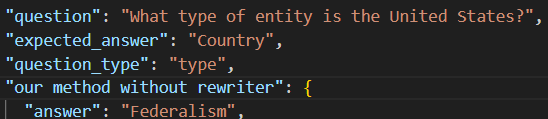 "question": "What type of entity is the United States?",
"expected_answer": "Country",
"question_type": "type",
"our method without rewriter": {
"answer": "Federalism",